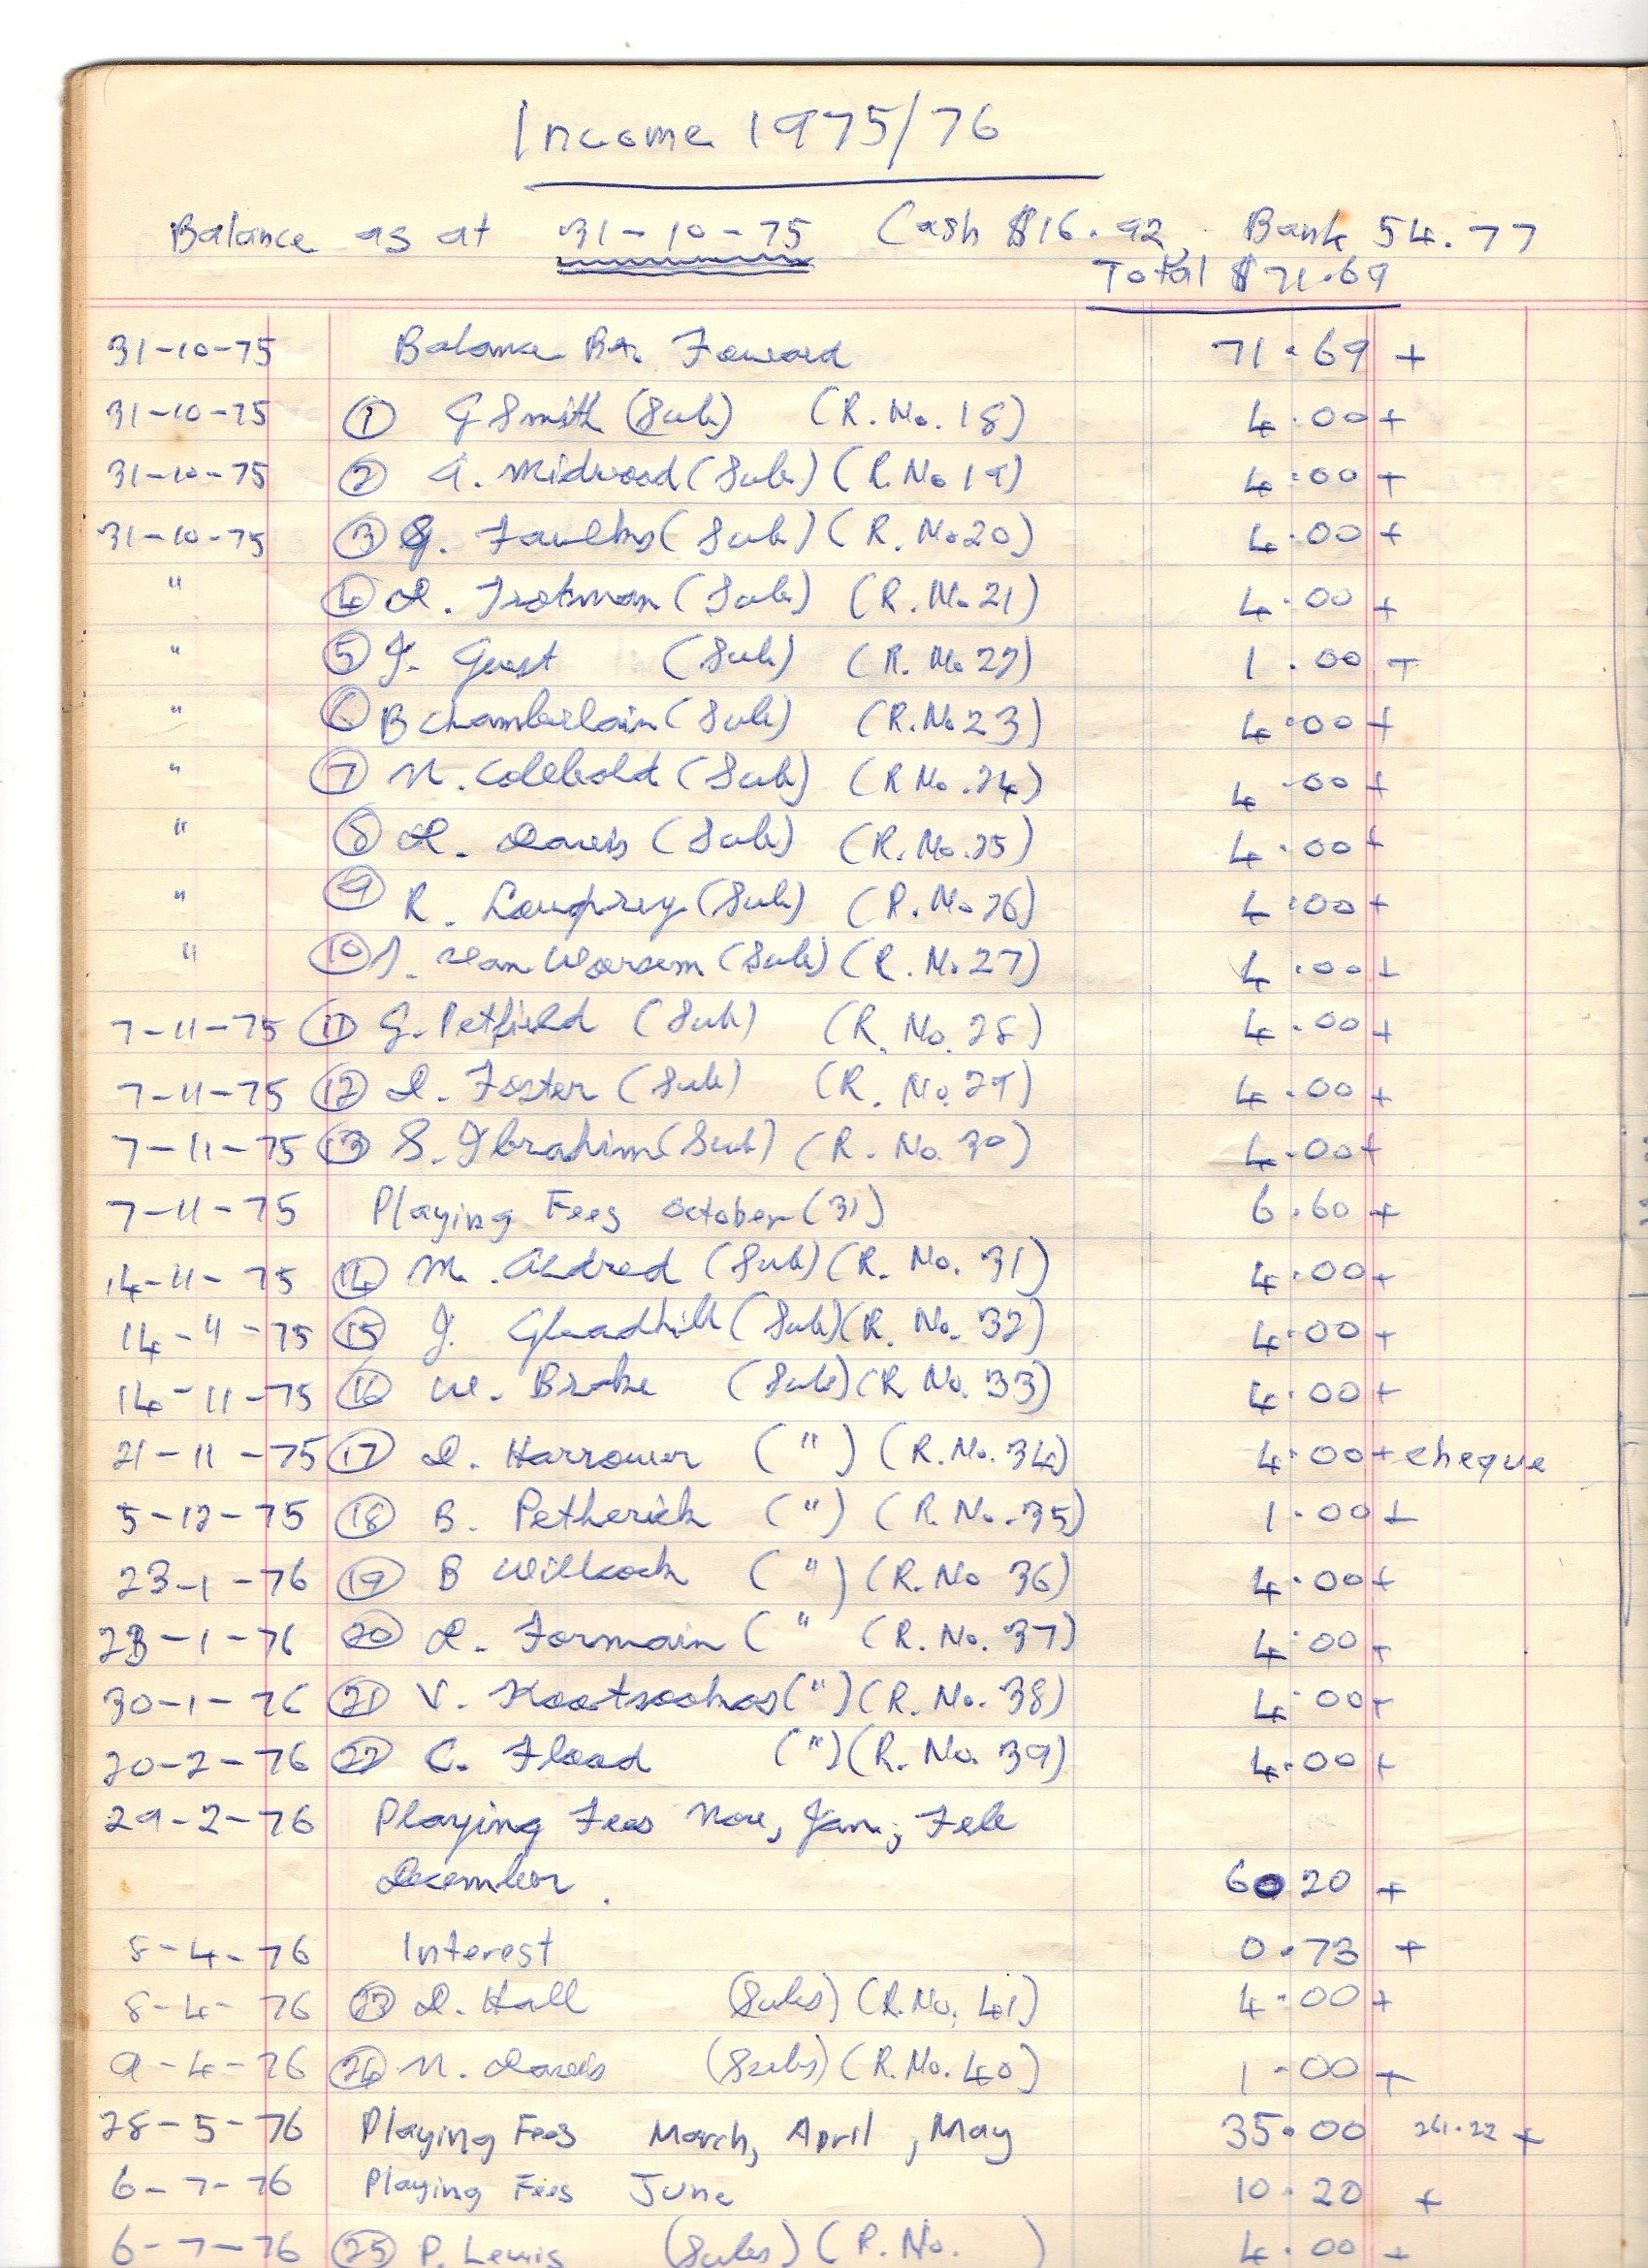 Income 1975/76
Balance as at 31-10-75 Cash $16.92, Bank 54.77
Total $71.69
31-10-75 Balance Br. Foward 71.69 +
31-10-75 ① G Smith (Sub) (R. No. 18) 4.00 +
31-10-75 ② A. Midwood (Sub) (R. No 19) 4.00 +
31-10-75 ③ G. (Sub) (R. No 20) 4.00 +
" ④ D. Trotman (Sub) (R. No 21) 4.00 +
" ⑤ J. Guest (Sub) (R. No 22) 1.00 +
" ⑥ B Chamberlain (Sub) (R. No 23) 4.00 +
" ⑦ N. Colebold (Sub) (R No. 24) 4.00 +
" ⑧ D. Davis (Sub) (R. No. 25) 4.00 +
" ⑨ R. (Sub) (R. No 26) 4.00 +
" ⑩ Van (Sub) (R. No 27) 4.00 +
7-11-75 ⑪ G. Petfield (Sub) (R. No. 28) 4.00 +
7-11-75 ⑫ D. Foster (Sub) (R. No. 29) 4.00 +
7-11-75 ⑬ S. Ibrahim (Sub) (R. No. 30) 4.00 +
7-11-75 Playing Fees October (31) 6.60 +
14-11-75 ⑭ M. Aldred (Sub) (R. No. 31) 4.00 +
14-11-75 ⑮ J. Gleadhill (Sub) (R. No. 32) 4.00 +
14-11-75 ⑯ W. Brake (Sub) (R No. 33) 4.00 +
21-11-75 ⑰ D. Harrower (") (R. No. 34) 4.00 + cheque
5-12-75 ⑱ B. Petherick (") (R. No. 35) 1.00 +
23-1-76 ⑲ B Willcock (") (R. No 36) 4.00 +
23-1-76 ⑳ D. Formain (" (R. No. 37) 4.00 +
30-1-76 ㉑ V. Kootsookos (") (R. No. 38) 4.00 +
20-2-76 ㉒ C. Flood (") (R. No. 39) 4.00 +
29-2-76 Playing Fees Nov, Jan, Feb
December. 60 20 +
8-4-76 Interest 0.73 +
8-4-76 ㉓ D. Hall (Subs) (R. No. 41) 4.00 +
9-4-76 ㉔ N. Davis (Subs) (R. No. 40) 1.00 +
28-5-76 Playing Fees March, April, May 35.00 261.22 +
6-7-76 Playing Fees June 10.20 +
6-7-76 ㉕ P. Lewis (Subs) (R. No. ) 4.00 +